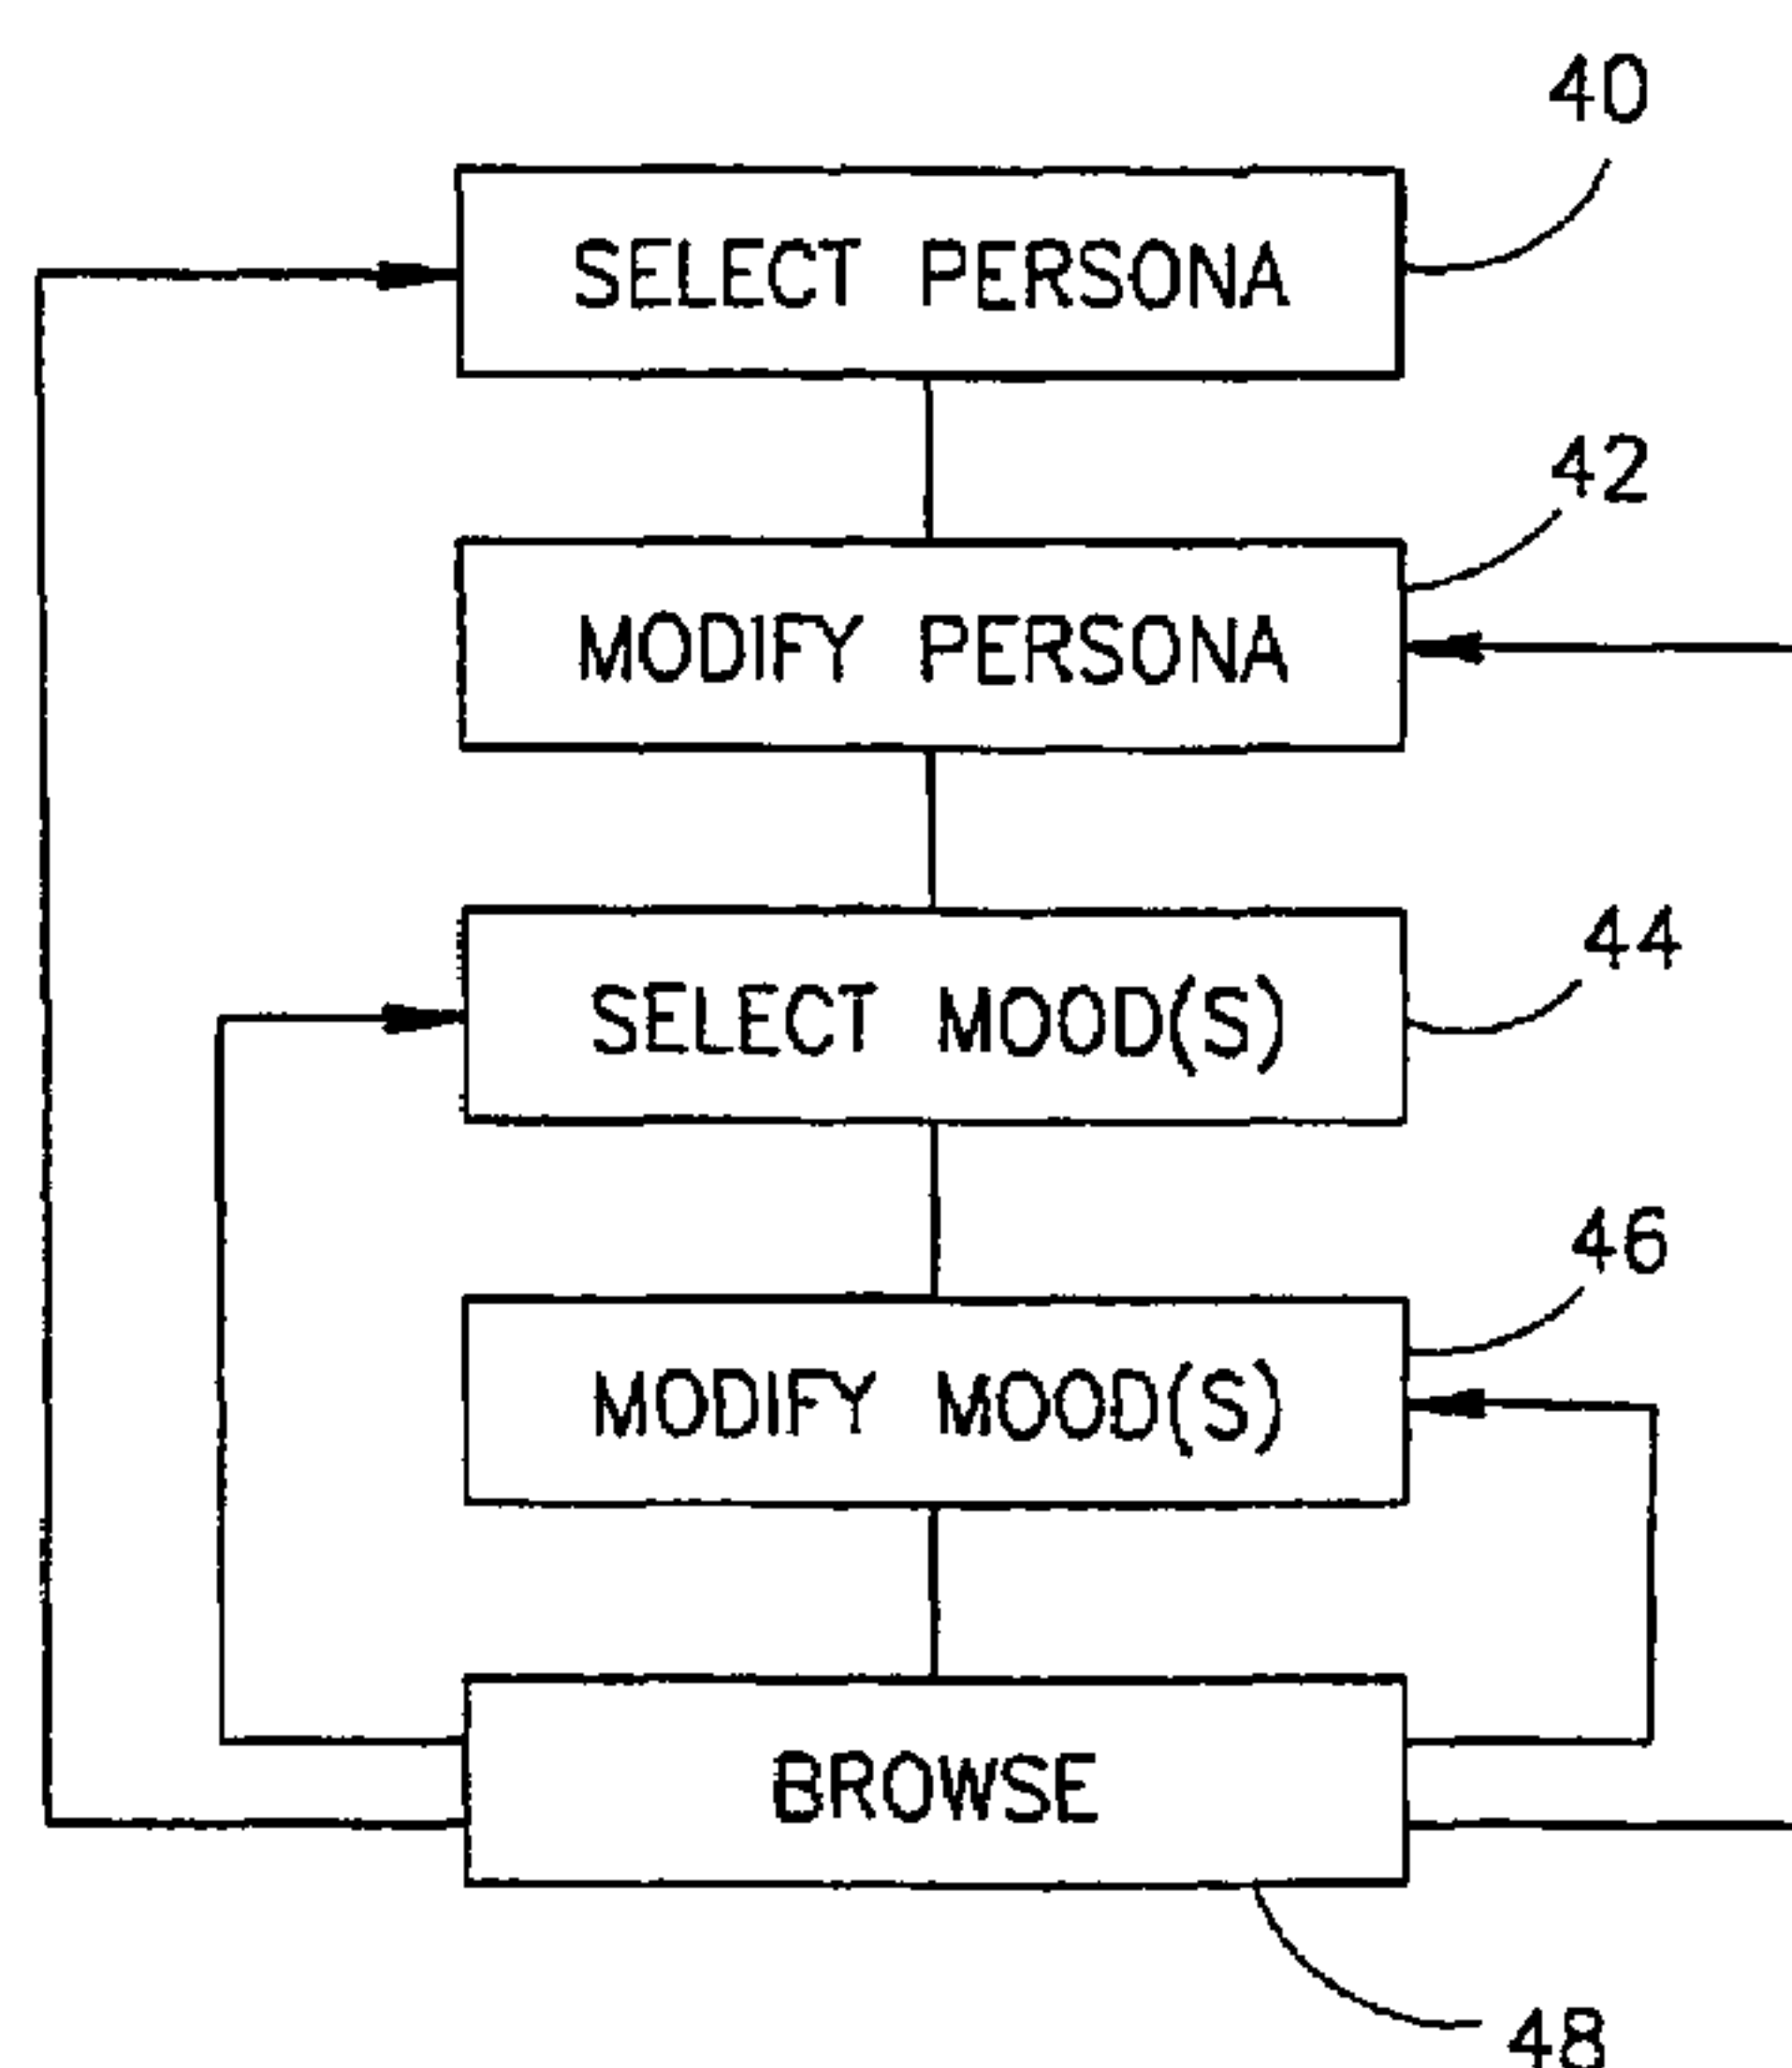 40
SELECT PERSONA
42
MODIFY PERSONA
44
SELECT MOOD(S)
46
MODIFY MOOD(S)
BROWSE
48